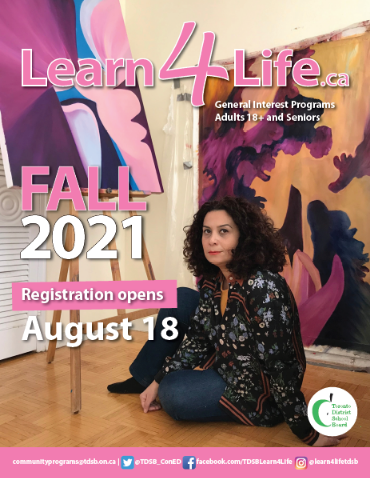 Learn4Life.ca
General Interest Programs
Adults 18+ and Seniors
FALL
2021
Registration opens
August 18
Toronto
District
School
Board
communityprograms@tdsb.on.ca | @TDSB_ConED facebook.com/TDSBLearn4Life | @learn4lifetdsb